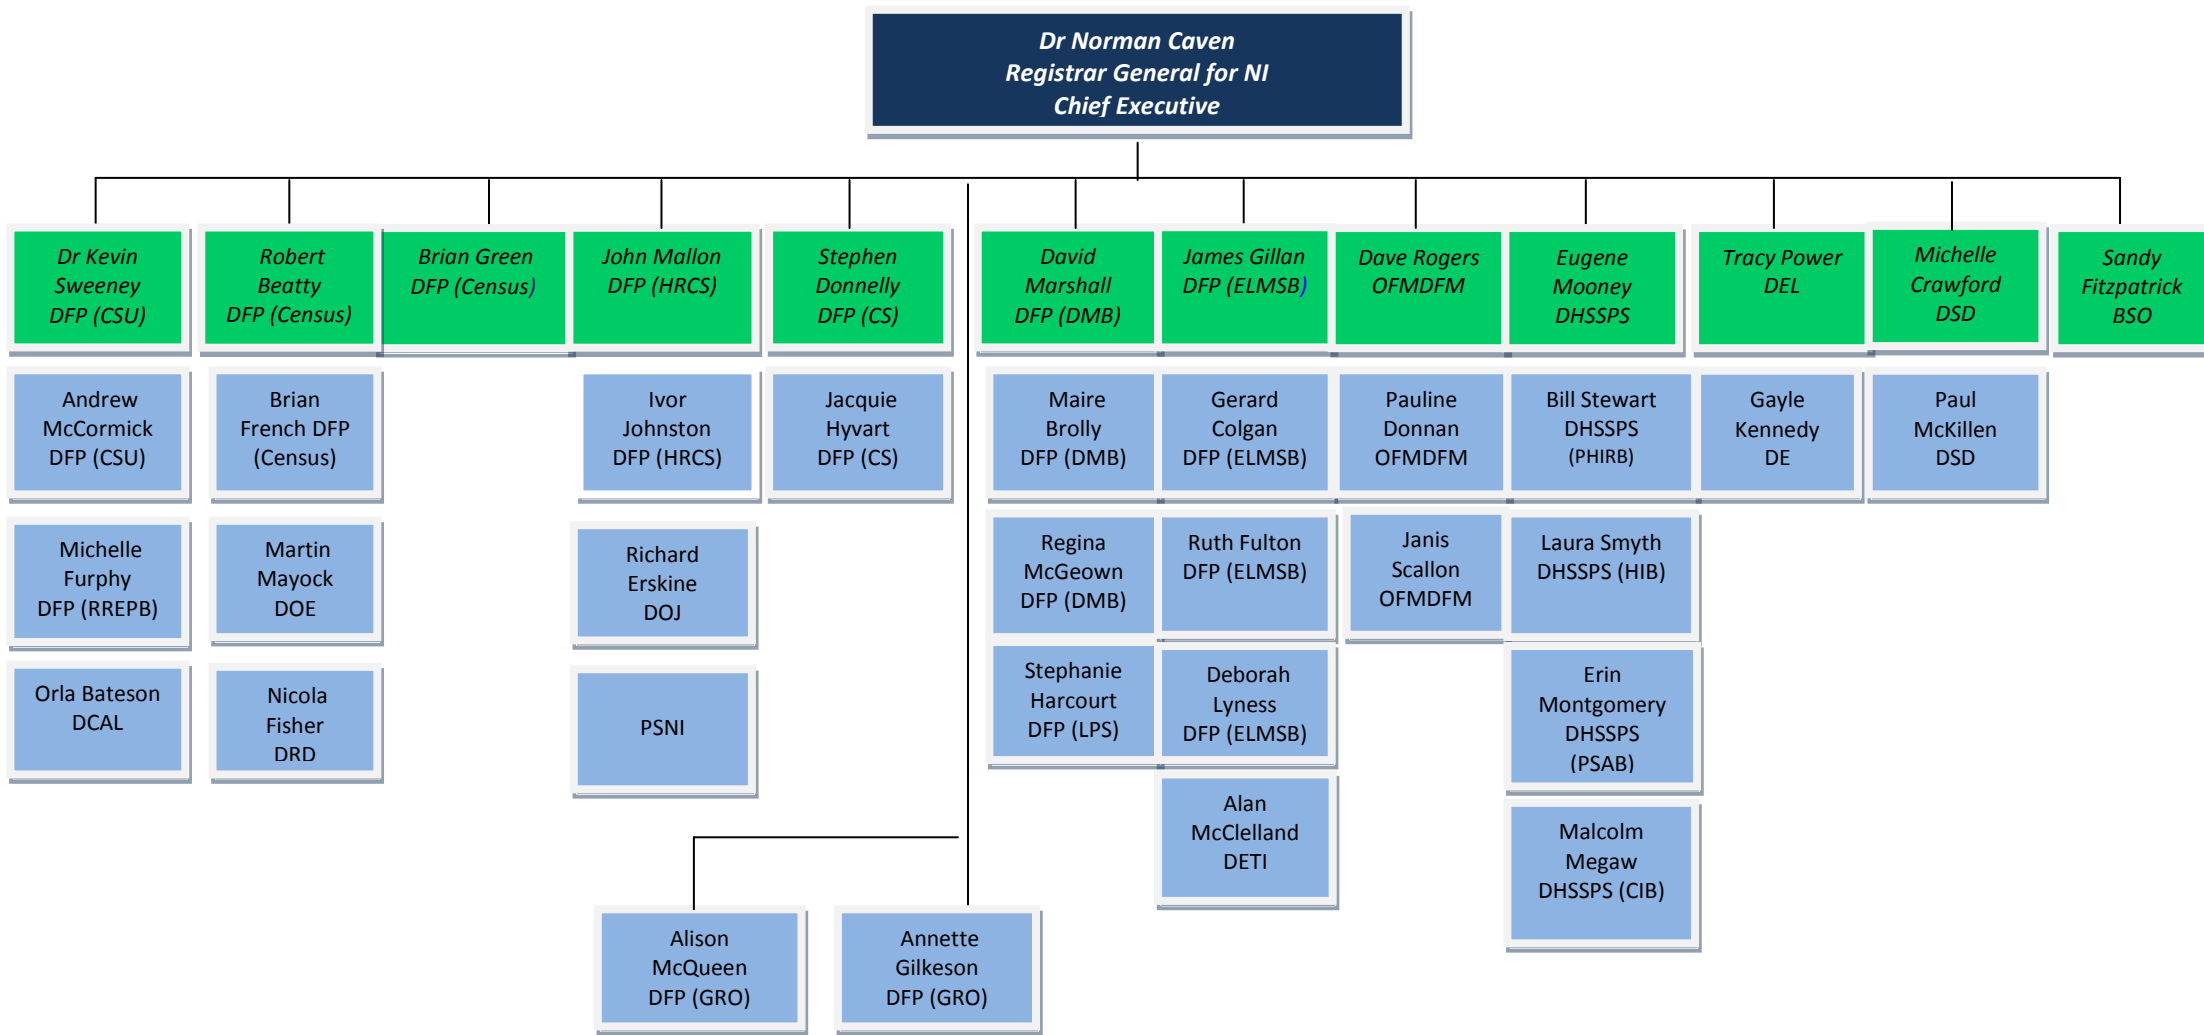 Dr Norman Caven
Registrar General for NI
Chief Executive
Dr Kevin
Sweeney
DFP (CSU)
Robert
Beatty
DFP (Census)
Brian Green
DFP (Census)
John Mallon
DFP (HRCS)
Stephen
Donnelly
DFP (CS)
David
Marshall
DFP (DMB)
James Gillan
DFP (ELMSB)
Dave Rogers
OFMDFM
Eugene
Mooney
DHSSPS
Tracy Power
DEL
Michelle
Crawford
DSD
Sandy
Fitzpatrick
BSO
Andrew
McCormick
DFP (CSU)
Brian
French DFP
(Census)
Ivor
Johnston
DFP (HRCS)
Jacquie
Hyvart
DFP (CS)
Maire
Brolly
DFP (DMB)
Gerard
Colgan
DFP (ELMSB)
Pauline
Donnan
OFMDFM
Bill Stewart
DHSSPS
(PHIRB)
Gayle
Kennedy
DE
Paul
McKillen
DSD
Michelle
Furphy
DFP (RREPB)
Martin
Mayock
DOE
Richard
Erskine
DOJ
Regina
McGeown
DFP (DMB)
Ruth Fulton
DFP (ELMSB)
Janis
Scallon
OFMDFM
Laura Smyth
DHSSPS (HIB)
Orla Bateson
DCAL
Nicola
Fisher
DRD
PSNI
Stephanie
Harcourt
DFP (LPS)
Deborah
Lyness
DFP (ELMSB)
Erin
Montgomery
DHSSPS
(PSAB)
Alan
McClelland
DETI
Malcolm
Megaw
DHSSPS (CIB)
Alison
McQueen
DFP (GRO)
Annette
Gilkeson
DFP (GRO)